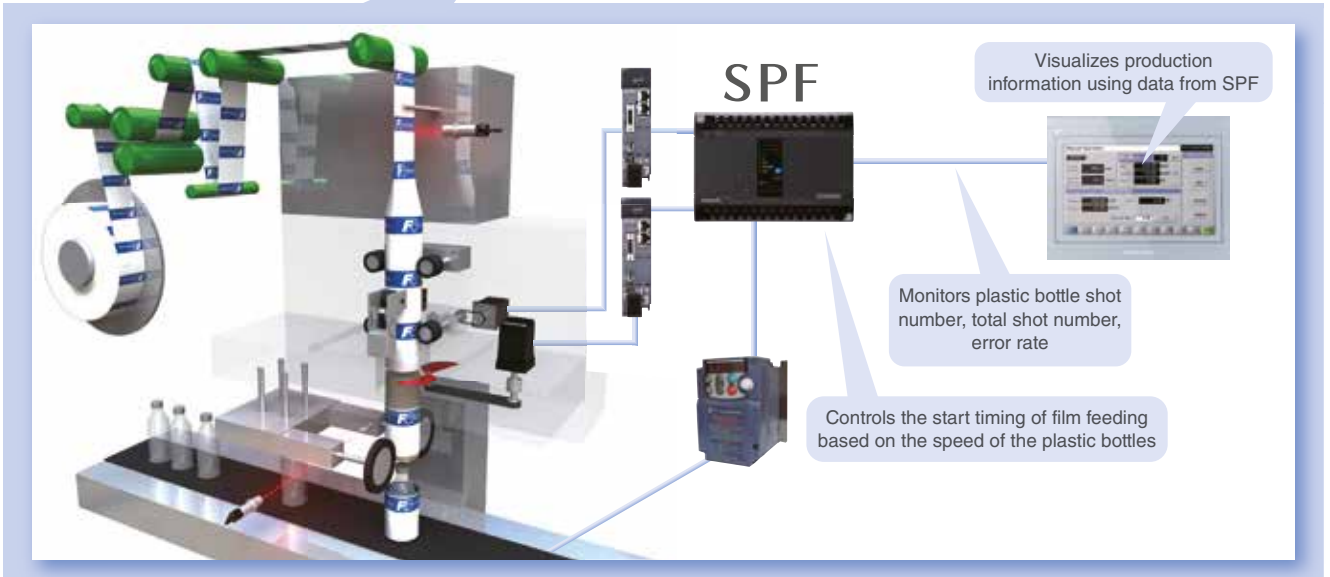 SPF
Visualizes production
information using data from SPF
Monitors plastic bottle shot
number, total shot number,
error rate
Controls the start timing of film feeding
based on the speed of the plastic bottles